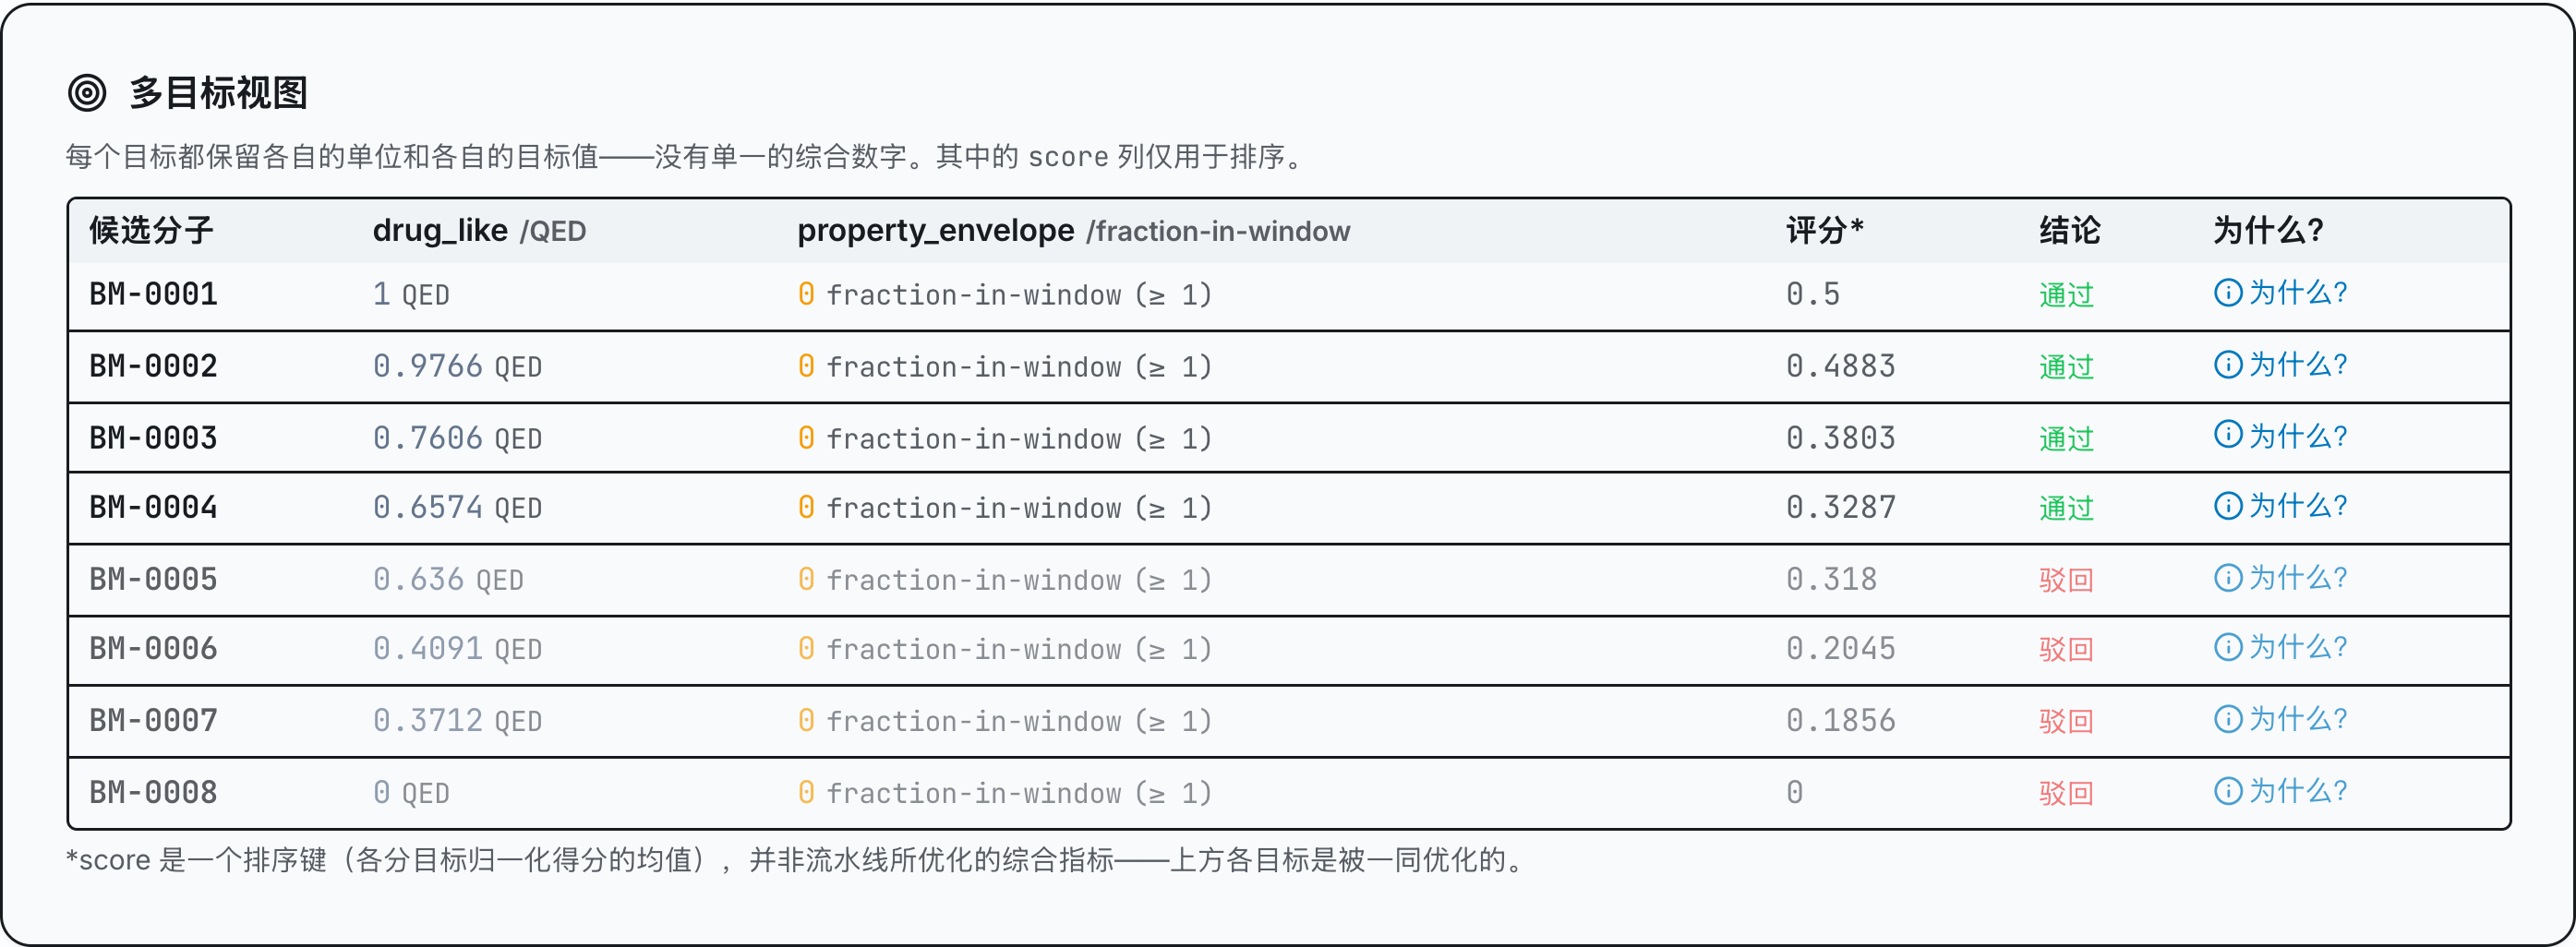 多目标视图
每个目标都保留各自的单位和各自的目标值——没有单一的综合数字。其中的 score 列仅用于排序。
候选分子 drug_like /QED property_envelope /fraction-in-window 评分* 结论 为什么?
BM-0001 1 QED 0 fraction-in-window (≥ 1) 0.5 通过 为什么?
BM-0002 0.9766 QED 0 fraction-in-window (≥ 1) 0.4883 通过 为什么?
BM-0003 0.7606 QED 0 fraction-in-window (≥ 1) 0.3803 通过 为什么?
BM-0004 0.6574 QED 0 fraction-in-window (≥ 1) 0.3287 通过 为什么?
BM-0005 0.636 QED 0 fraction-in-window (≥ 1) 0.318 驳回 为什么?
BM-0006 0.4091 QED 0 fraction-in-window (≥ 1) 0.2045 驳回 为什么?
BM-0007 0.3712 QED 0 fraction-in-window (≥ 1) 0.1856 驳回 为什么?
BM-0008 0 QED 0 fraction-in-window (≥ 1) 0 驳回 为什么?
*score 是一个排序键（各分目标归一化得分的均值），并非流水线所优化的综合指标——上方各目标是被一同优化的。